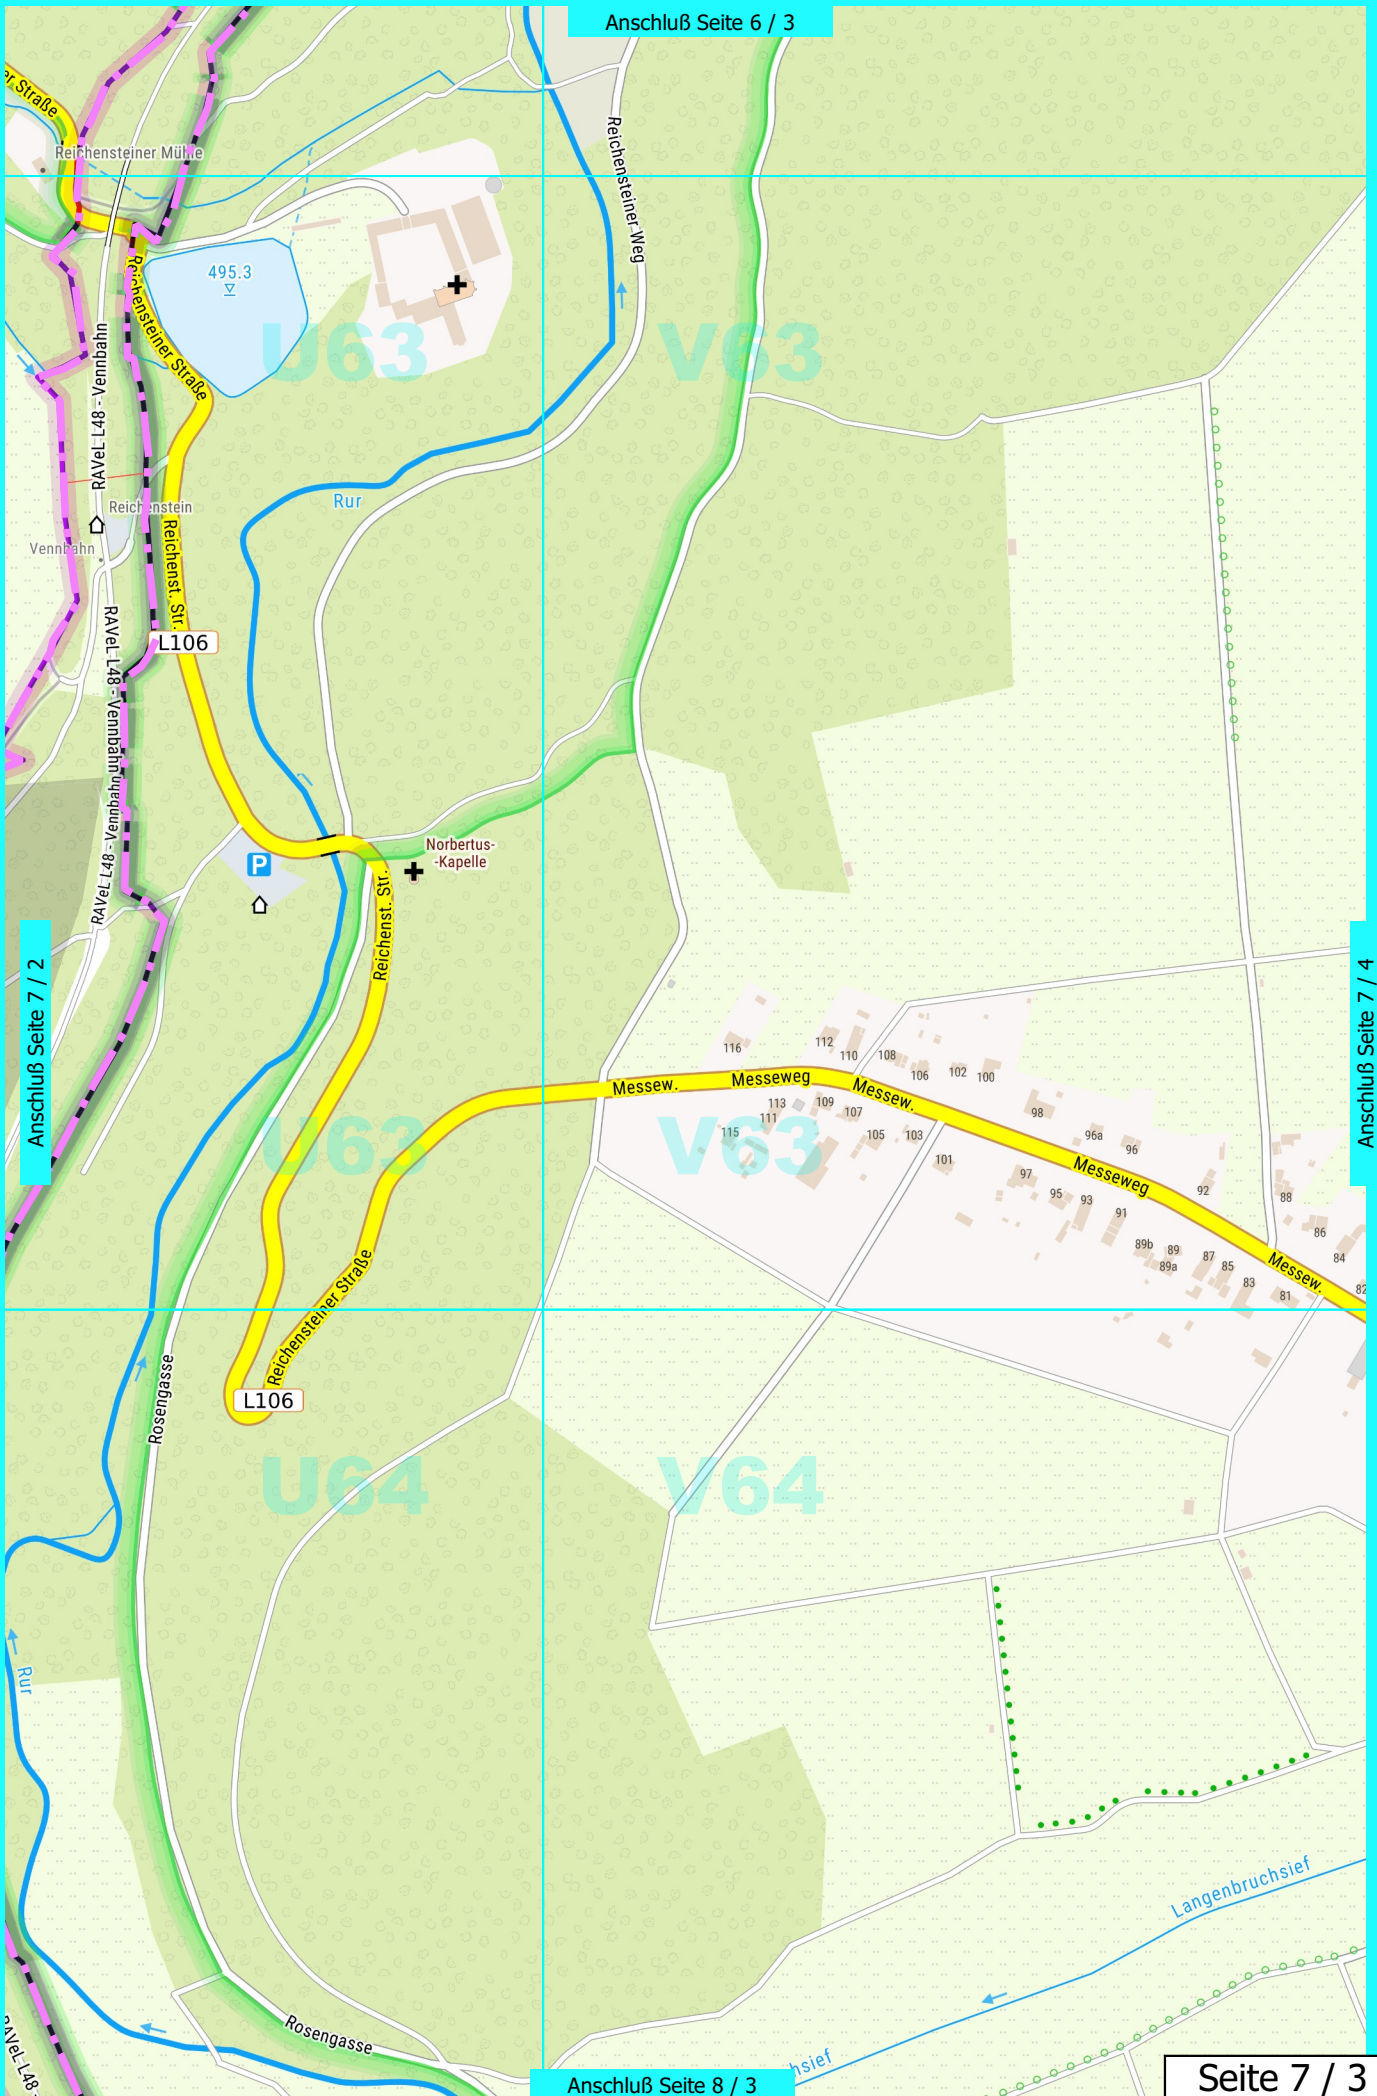 Anschluß Seite 6 / 3
er Straße
Reichensteiner Mühle
Reichensteiner Weg
495.3
Reichensteiner Straße
U63
V63
RAVeL L48 - Vennbahn
Rur
Reichenstein
Vennbahn
Reichenst. Str.
L106
RAVeL L48 - Vennbahn
RAVeL L48 - Vennbahn
P
Norbertus-
-Kapelle
Reichenst. Str.
Anschluß Seite 7 / 2
Anschluß Seite 7 / 4
116
112
110
108
106
102
100
98
96a
96
92
88
86
84
82
Messew.
Messeweg
Messew.
Messeweg
Messew.
115
113
111
109
107
105
103
101
97
95
93
91
89b
89
89a
87
85
83
81
U63
V63
Reichensteiner Straße
L106
Rosengasse
U64
V64
Rur
Langenbruchsief
hsief
Rosengasse
RAVeL L48 -
Anschluß Seite 8 / 3
Seite 7 / 3